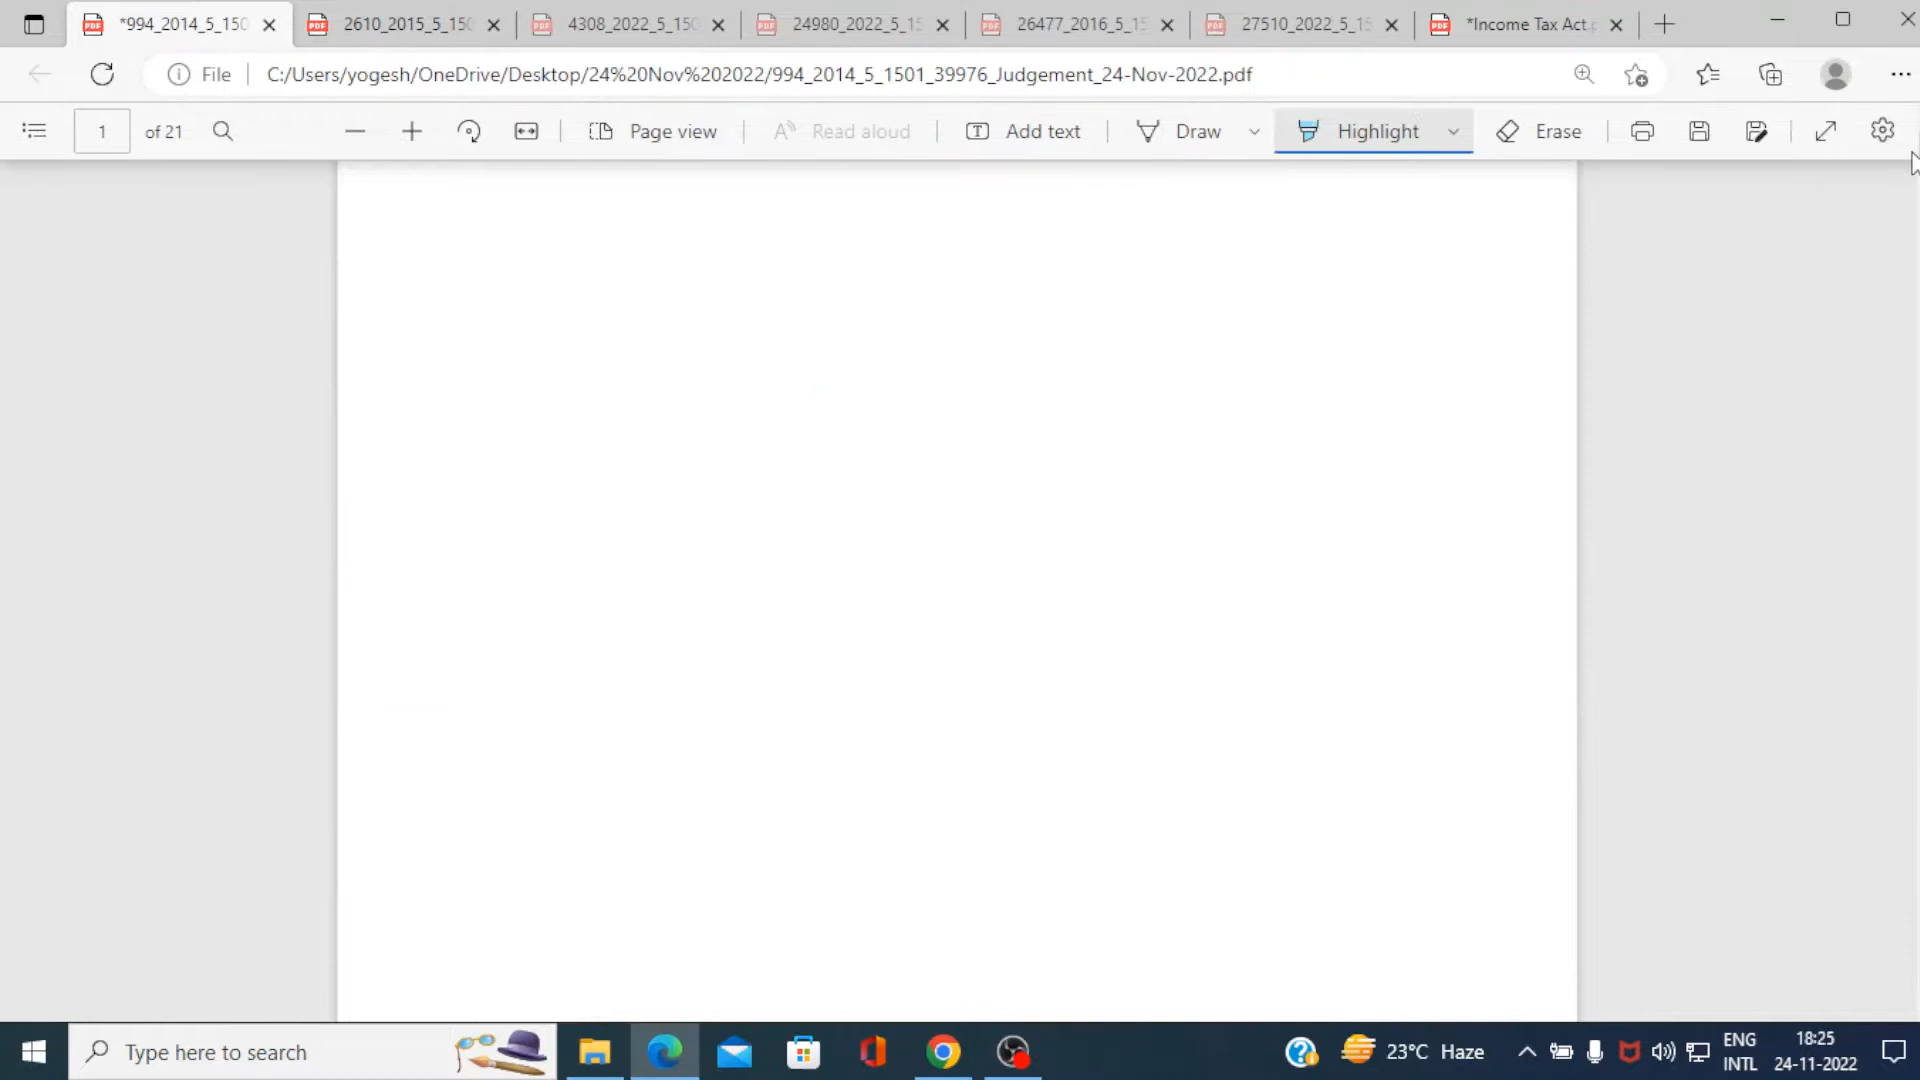 *994_2014_5_150
2610_2015_5_150
4308_2022_5_150
24980_2022_5_15
26477_2016_5_15
27510_2022_5_15
*Income Tax Act.
File
C:/Users/yogesh/OneDrive/Desktop/24%20Nov%202022/994_2014_5_1501_39976_Judgement_24-Nov-2022.pdf
1 of 21
Page view
Read aloud
Add text
Draw
Highlight
Erase
Type here to search
23°C Haze
ENG
INTL
18:25
24-11-2022